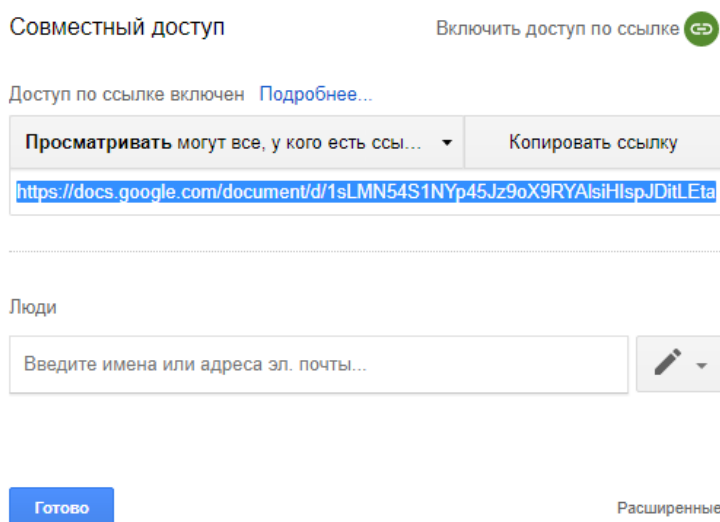 Совместный доступ
Включить доступ по ссылке
Доступ по ссылке включен Подробнее...
Просматривать могут все, у кого есть ссы...
Копировать ссылку
https://docs.google.com/document/d/1sLMN54S1NYp45Jz9oX9RYAlsiHlspJDitLEta
Люди
Введите имена или адреса эл. почты...
Готово
Расширенные